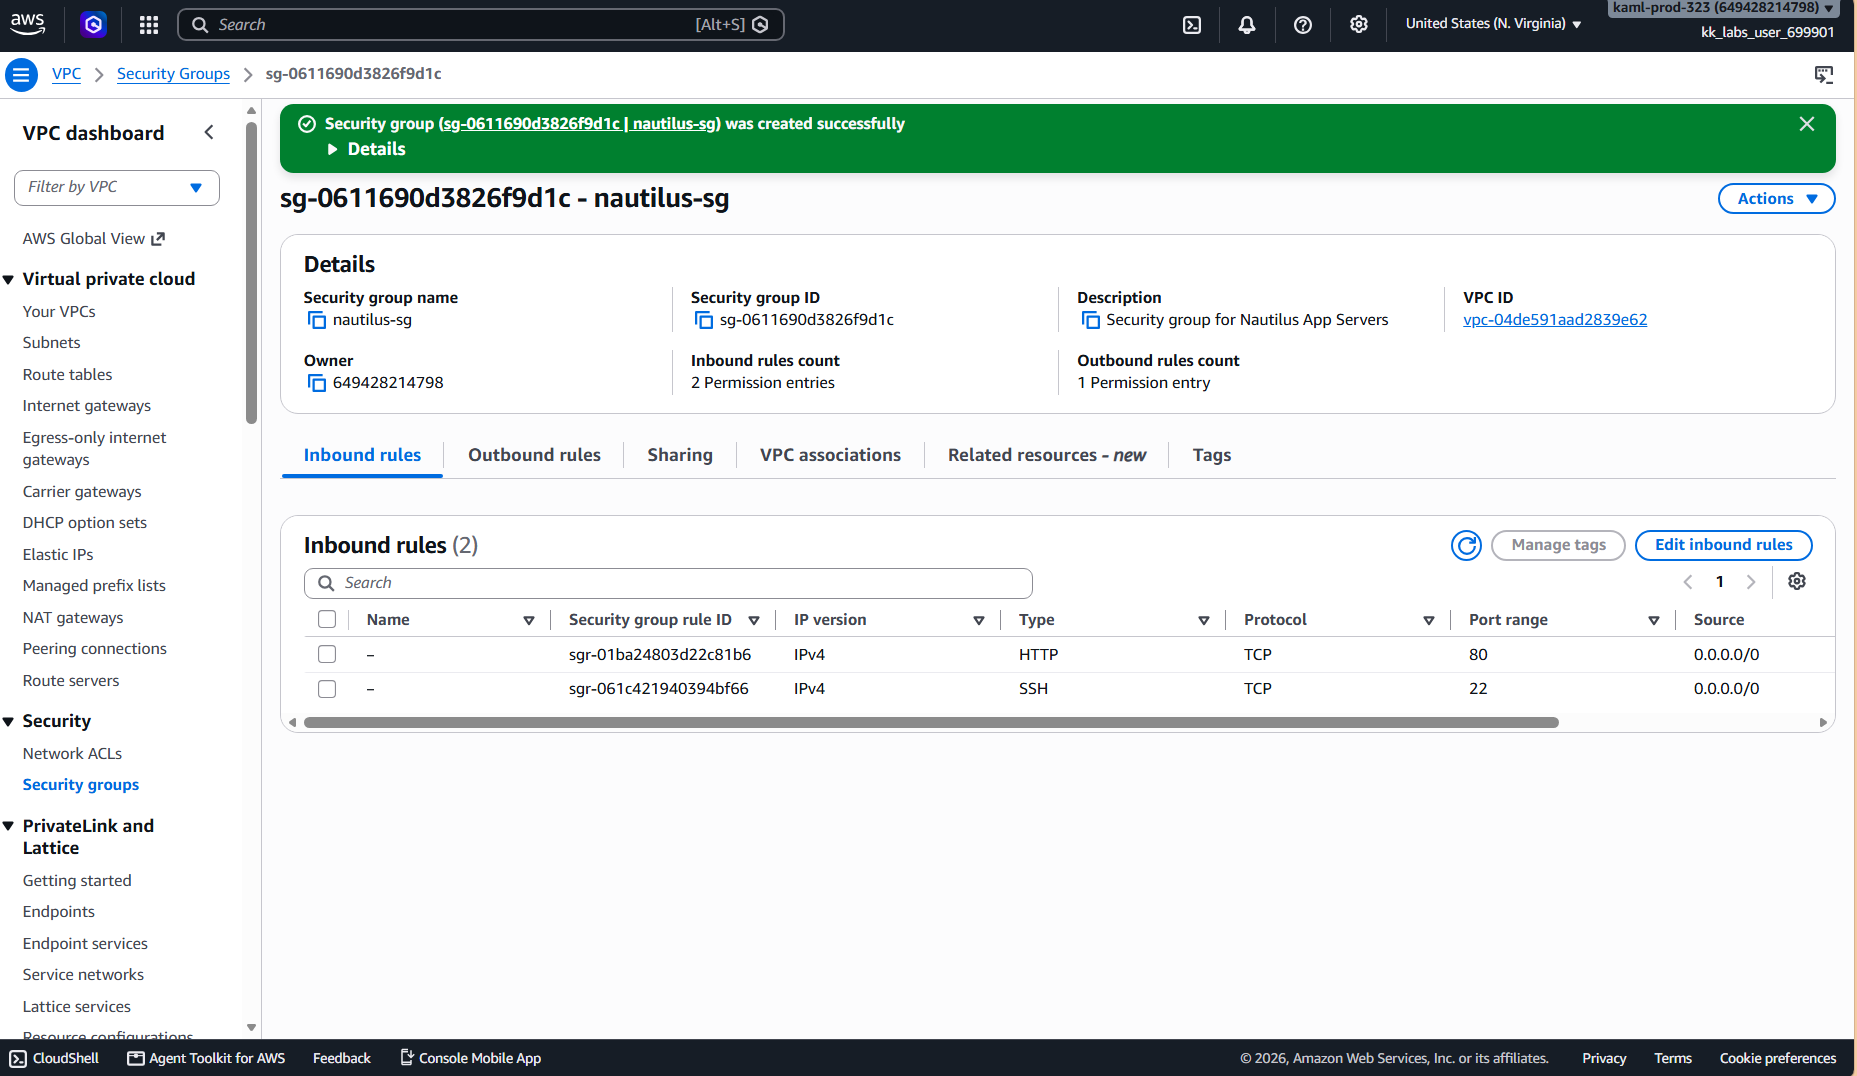 aws
Search
[Alt+S]
United States (N. Virginia)
kaml-prod-323 (649428214798)
kk_labs_user_699901
VPC
Security Groups
sg-0611690d3826f9d1c
VPC dashboard
Filter by VPC
AWS Global View
Virtual private cloud
Your VPCs
Subnets
Route tables
Internet gateways
Egress-only internet
gateways
Carrier gateways
DHCP option sets
Elastic IPs
Managed prefix lists
NAT gateways
Peering connections
Route servers
Security
Network ACLs
Security groups
PrivateLink and
Lattice
Getting started
Endpoints
Endpoint services
Service networks
Lattice services
Resource configurations
Security group (sg-0611690d3826f9d1c | nautilus-sg) was created successfully
Details
sg-0611690d3826f9d1c - nautilus-sg
Actions
Details
Security group name
nautilus-sg
Security group ID
sg-0611690d3826f9d1c
Description
Security group for Nautilus App Servers
VPC ID
vpc-04de591aad2839e62
Owner
649428214798
Inbound rules count
2 Permission entries
Outbound rules count
1 Permission entry
Inbound rules
Outbound rules
Sharing
VPC associations
Related resources - new
Tags
Inbound rules (2)
Manage tags
Edit inbound rules
Search
1
Name Security group rule ID IP version Type Protocol Port range Source
– sgr-01ba24803d22c81b6 IPv4 HTTP TCP 80 0.0.0.0/0
– sgr-061c421940394bf66 IPv4 SSH TCP 22 0.0.0.0/0
CloudShell
Agent Toolkit for AWS
Feedback
Console Mobile App
© 2026, Amazon Web Services, Inc. or its affiliates.
Privacy
Terms
Cookie preferences